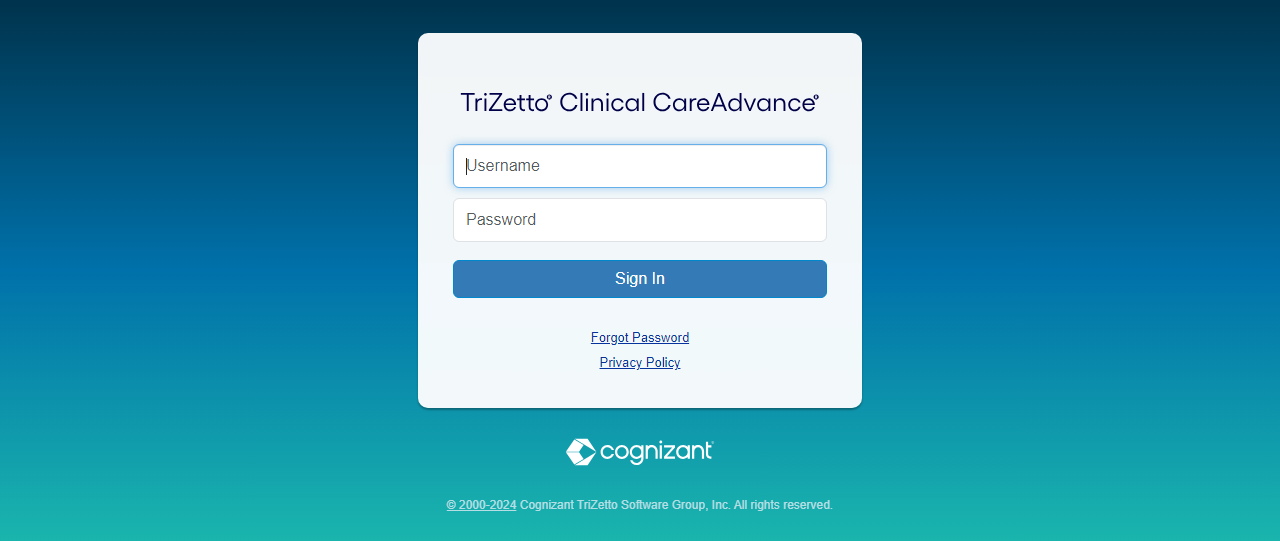 TriZetto® Clinical CareAdvance®
Username
Password
Sign In
Forgot Password
Privacy Policy
cognizant
© 2000-2024 Cognizant TriZetto Software Group, Inc. All rights reserved.